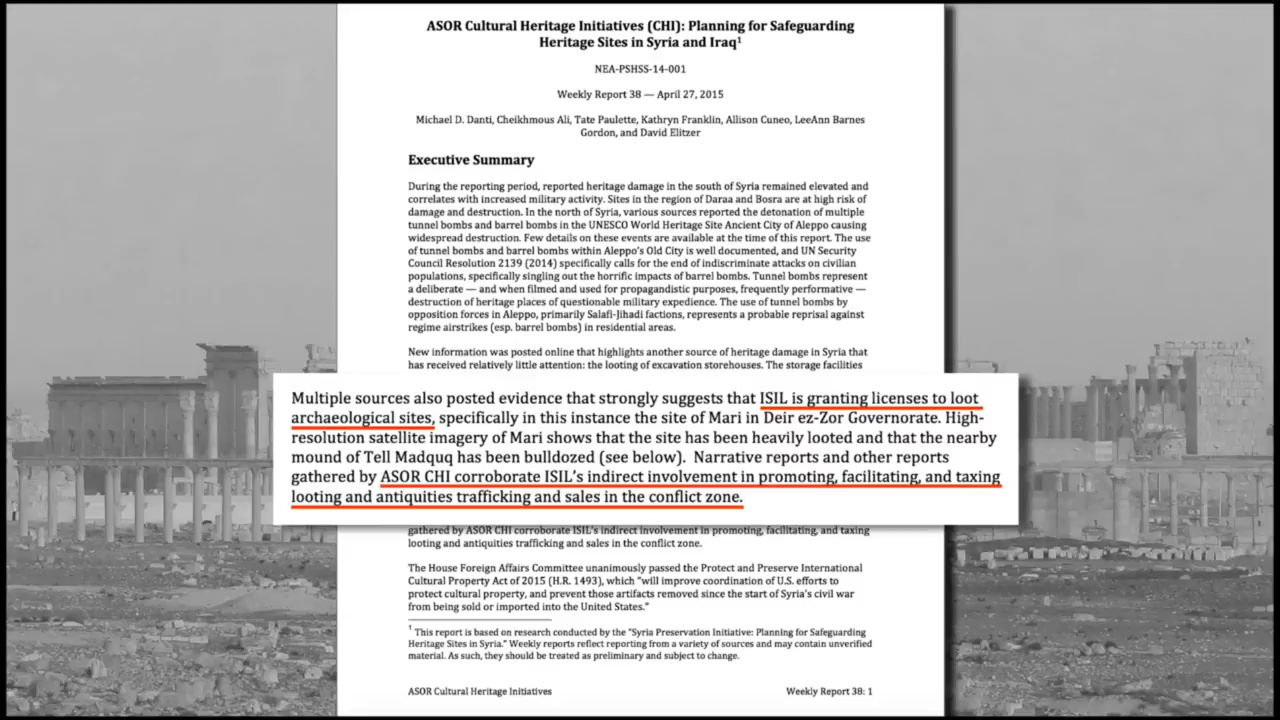 ASOR Cultural Heritage Initiatives (CHI): Planning for Safeguarding
Heritage Sites in Syria and Iraq¹
NEA-PSHSS-14-001
Weekly Report 38 — April 27, 2015
Michael D. Danti, Cheikhmous Ali, Tate Paulette, Kathryn Franklin, Allison Cuneo, LeeAnn Barnes
Gordon, and David Elitzer
Executive Summary
During the reporting period, reported heritage damage in the south of Syria remained elevated and
correlates with increased military activity. Sites in the region of Daraa and Bosra are at high risk of
damage and destruction. In the north of Syria, various sources reported the detonation of multiple
tunnel bombs and barrel bombs in the UNESCO World Heritage Site Ancient City of Aleppo causing
widespread destruction. Few details on these events are available at the time of this report. The use
of tunnel bombs and barrel bombs within Aleppo's Old City is well documented, and UN Security
Council Resolution 2139 (2014) specifically calls for the end of indiscriminate attacks on civilian
populations, specifically singling out the horrific impacts of barrel bombs. Tunnel bombs represent
a deliberate — and when filmed and used for propagandistic purposes, frequently performative —
destruction of heritage places of questionable military expedience. The use of tunnel bombs by
opposition forces in Aleppo, primarily Salafi-Jihadi factions, represents a probable reprisal against
regime airstrikes (esp. barrel bombs) in residential areas.
New information was posted online that highlights another source of heritage damage in Syria that
has received relatively little attention: the looting of excavation storehouses. The storage facilities
Multiple sources also posted evidence that strongly suggests that ISIL is granting licenses to loot
archaeological sites, specifically in this instance the site of Mari in Deir ez-Zor Governorate. High-
resolution satellite imagery of Mari shows that the site has been heavily looted and that the nearby
mound of Tell Madquq has been bulldozed (see below).  Narrative reports and other reports
gathered by ASOR CHI corroborate ISIL's indirect involvement in promoting, facilitating, and taxing
looting and antiquities trafficking and sales in the conflict zone.
gathered by ASOR CHI corroborate ISIL's indirect involvement in promoting, facilitating, and taxing
looting and antiquities trafficking and sales in the conflict zone.
The House Foreign Affairs Committee unanimously passed the Protect and Preserve International
Cultural Property Act of 2015 (H.R. 1493), which "will improve coordination of U.S. efforts to
protect cultural property, and prevent those artifacts removed since the start of Syria's civil war
from being sold or imported into the United States."
¹ This report is based on research conducted by the "Syria Preservation Initiative: Planning for Safeguarding
Heritage Sites in Syria." Weekly reports reflect reporting from a variety of sources and may contain unverified
material. As such, they should be treated as preliminary and subject to change.
ASOR Cultural Heritage Initiatives
Weekly Report 38: 1